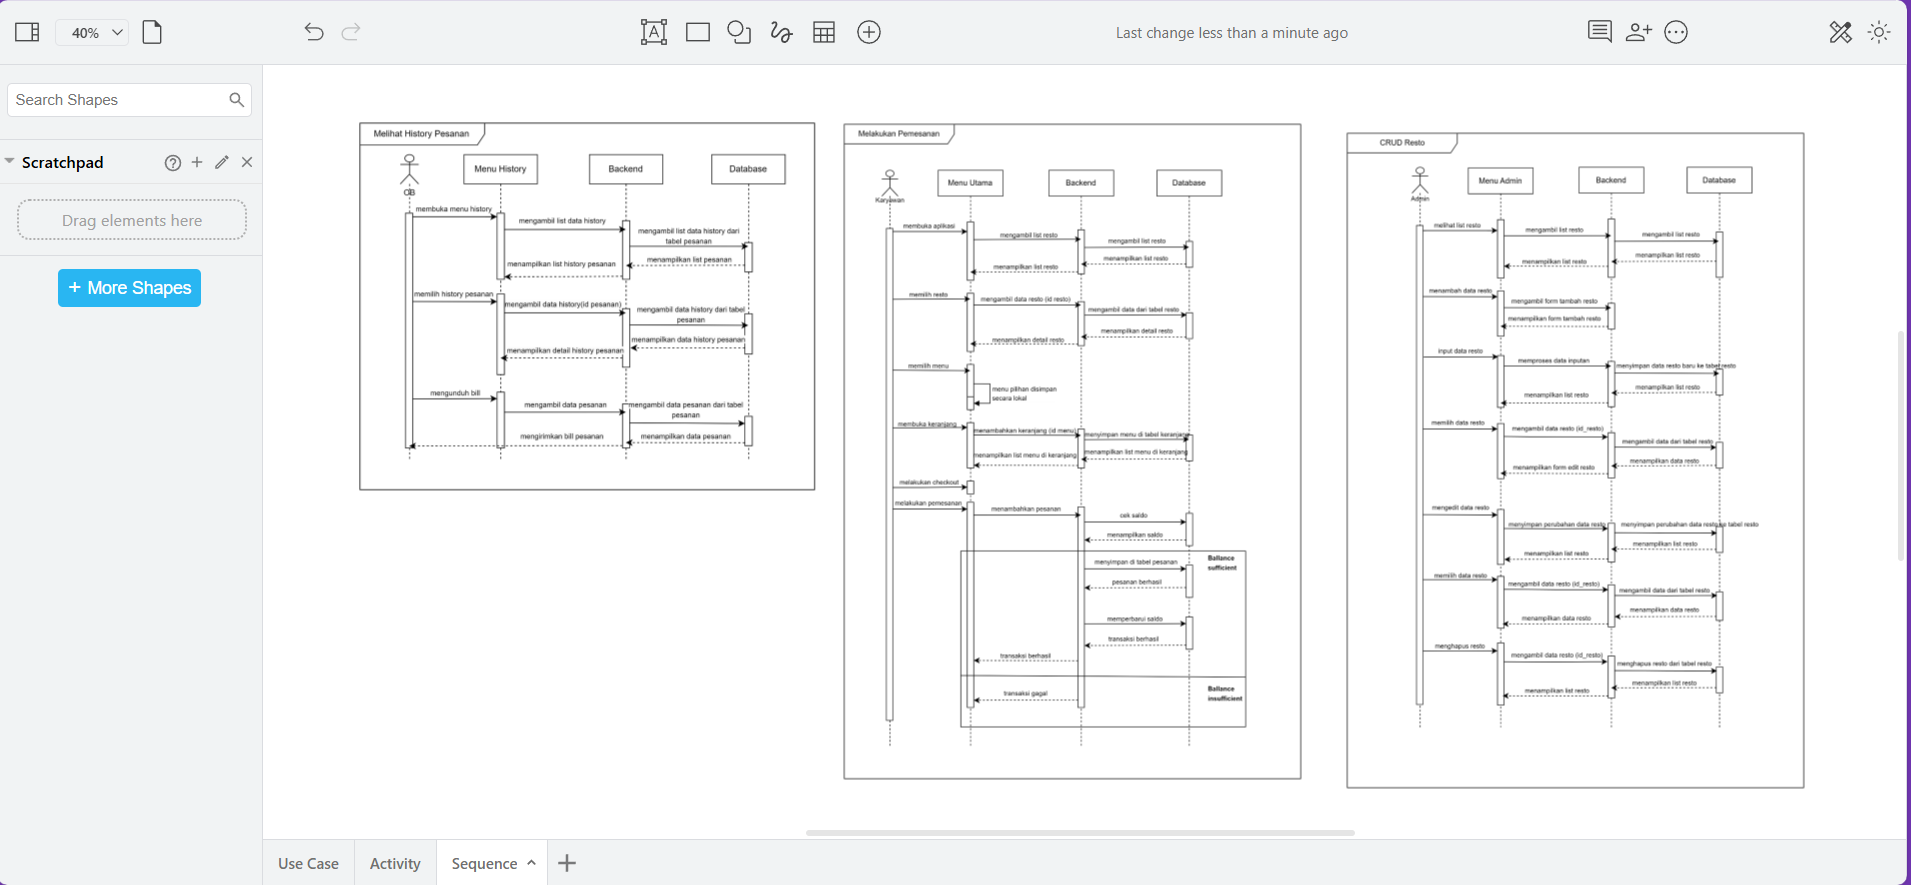 40%
Last change less than a minute ago
Search Shapes
Scratchpad
Drag elements here
+ More Shapes
Melihat History Pesanan
OB
Menu History
Backend
Database
membuka menu history
mengambil list data history
mengambil list data history dari
tabel pesanan
menampilkan list pesanan
menampilkan list history pesanan
memilih history pesanan
mengambil data history(id pesanan)
mengambil data history dari tabel
pesanan
menampilkan data history pesanan
menampilkan detail history pesanan
mengunduh bill
mengambil data pesanan
mengambil data pesanan dari tabel
pesanan
mengirimkan bill pesanan
menampilkan data pesanan
Melakukan Pemesanan
Karyawan
Menu Utama
Backend
Database
membuka aplikasi
mengambil list resto
mengambil list resto
menampilkan list resto
menampilkan list resto
memilih resto
mengambil data resto (id resto)
mengambil data dari tabel resto
menampilkan detail resto
menampilkan detail resto
memilih menu
menu pilihan disimpan
secara lokal
membuka keranjang
menambahkan keranjang (id menu)
menyimpan menu di tabel keranjang
menampilkan list menu di keranjang
menampilkan list menu di keranjang
melakukan checkout
melakukan pemesanan
menambahkan pesanan
cek saldo
menampilkan saldo
Ballance
sufficient
menyimpan di tabel pesanan
pesanan berhasil
memperbarui saldo
transaksi berhasil
transaksi berhasil
Ballance
insufficient
transaksi gagal
CRUD Resto
Admin
Menu Admin
Backend
Database
melihat list resto
mengambil list resto
mengambil list resto
menampilkan list resto
menampilkan list resto
menambah data resto
mengambil form tambah resto
menampilkan form tambah resto
input data resto
memproses data inputan
menyimpan data resto baru ke tabel resto
menampilkan list resto
menampilkan list resto
memilih data resto
mengambil data resto (id_resto)
mengambil data dari tabel resto
menampilkan data resto
menampilkan form edit resto
mengedit data resto
menyimpan perubahan data resto
menyimpan perubahan data resto ke tabel resto
menampilkan list resto
menampilkan list resto
memilih data resto
mengambil data resto (id_resto)
mengambil data dari tabel resto
menampilkan data resto
menampilkan data resto
menghapus resto
mengambil data resto (id_resto)
menghapus resto dari tabel resto
menampilkan list resto
menampilkan list resto
Use Case
Activity
Sequence